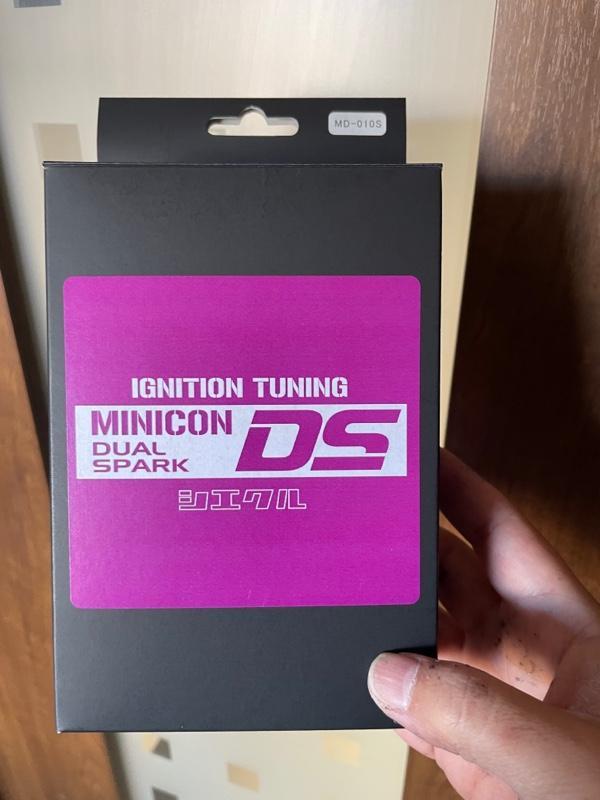 MD-010S
IGNITION TUNING
MINICON DS
DUAL
SPARK
シエクル